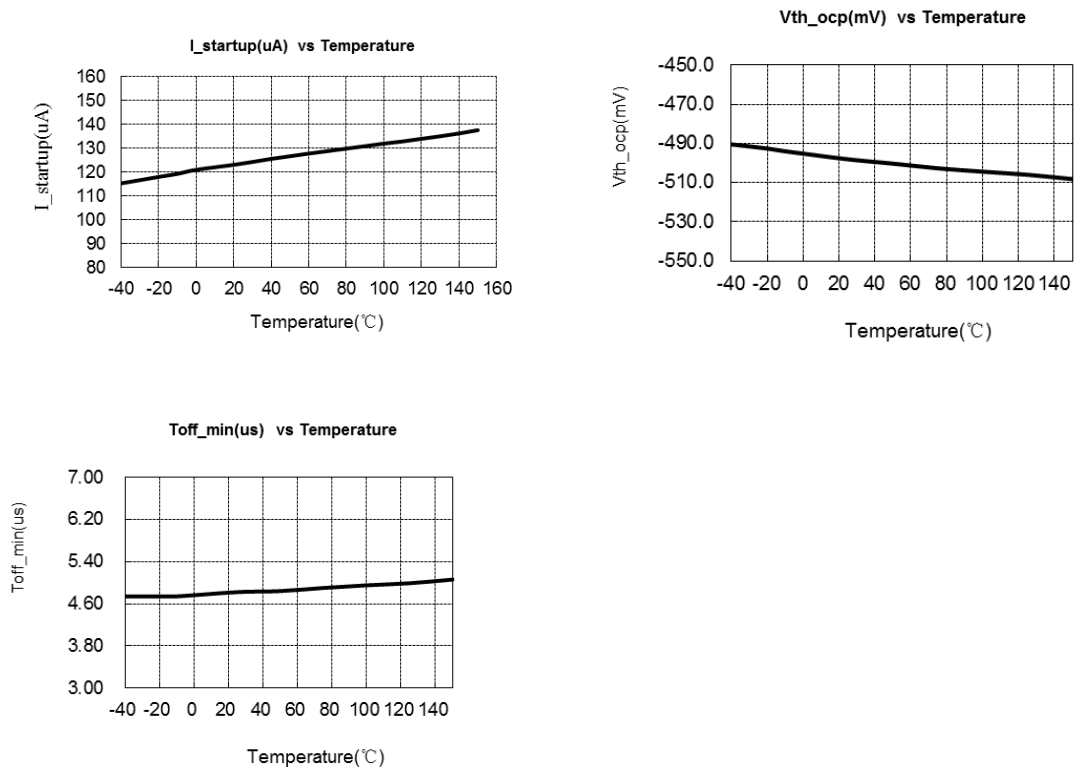 I_startup(uA) vs Temperature
I_startup(uA)
160
150
140
130
120
110
100
90
80
-40 -20 0 20 40 60 80 100 120 140 160
Temperature(℃)
Vth_ocp(mV) vs Temperature
Vth_ocp(mV)
-450.0
-470.0
-490.0
-510.0
-530.0
-550.0
-40 -20 0 20 40 60 80 100 120 140
Temperature(℃)
Toff_min(us) vs Temperature
Toff_min(us)
7.00
6.20
5.40
4.60
3.80
3.00
-40 -20 0 20 40 60 80 100 120 140
Temperature(℃)